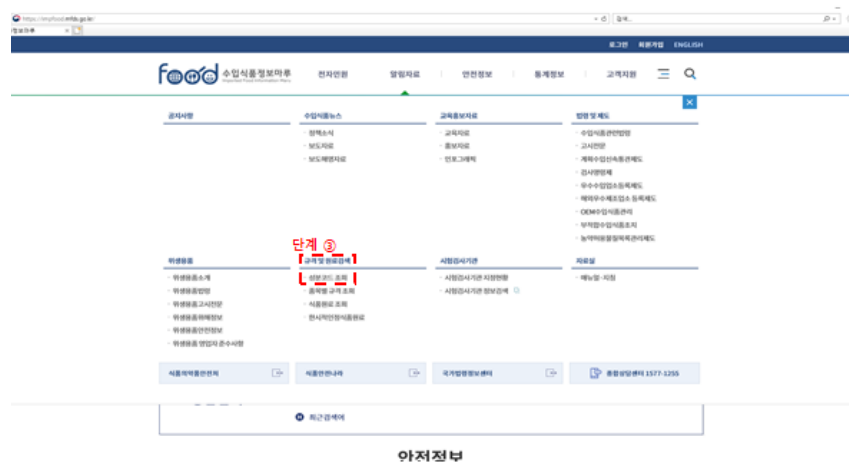 https://impfood.mfds.go.kr/
로그인 회원가입 ENGLISH
food 수입식품정보마루
Imported Food Information Maru
전자민원 알림자료 안전정보 통계정보 고객지원
공지사항
수입식품뉴스
- 정책소식
- 보도자료
- 보도해명자료
교육홍보자료
- 교육자료
- 홍보자료
- 인포그래픽
법령 및 제도
- 수입식품관련법령
- 고시전문
- 계획수입신속통관제도
- 검사명령제
- 우수수입업소등록제도
- 해외우수제조업소 등록제도
- OEM수입식품관리
- 부적합수입식품조치
- 농약허용물질목록관리제도
단계 ③
위생용품
- 위생용품소개
- 위생용품법령
- 위생용품고시전문
- 위생용품위해정보
- 위생용품안전정보
- 위생용품 영업자 준수사항
규격 및 원료검색
- 성분코드 조회
- 품목별 규격 조회
- 식품원료 조회
- 한시적인정식품원료
시험검사기관
- 시험검사기관 지정현황
- 시험검사기관 정보검색
자료실
- 매뉴얼·지침
식품의약품안전처
식품안전나라
국가법령정보센터
종합상담센터 1577-1255
최근검색어
안전정보